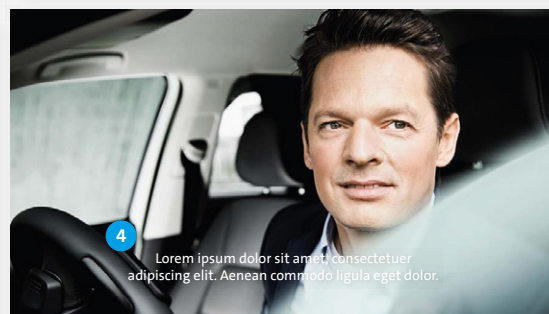 4
Lorem ipsum dolor sit amet, consectetuer
adipiscing elit. Aenean commodo ligula eget dolor.